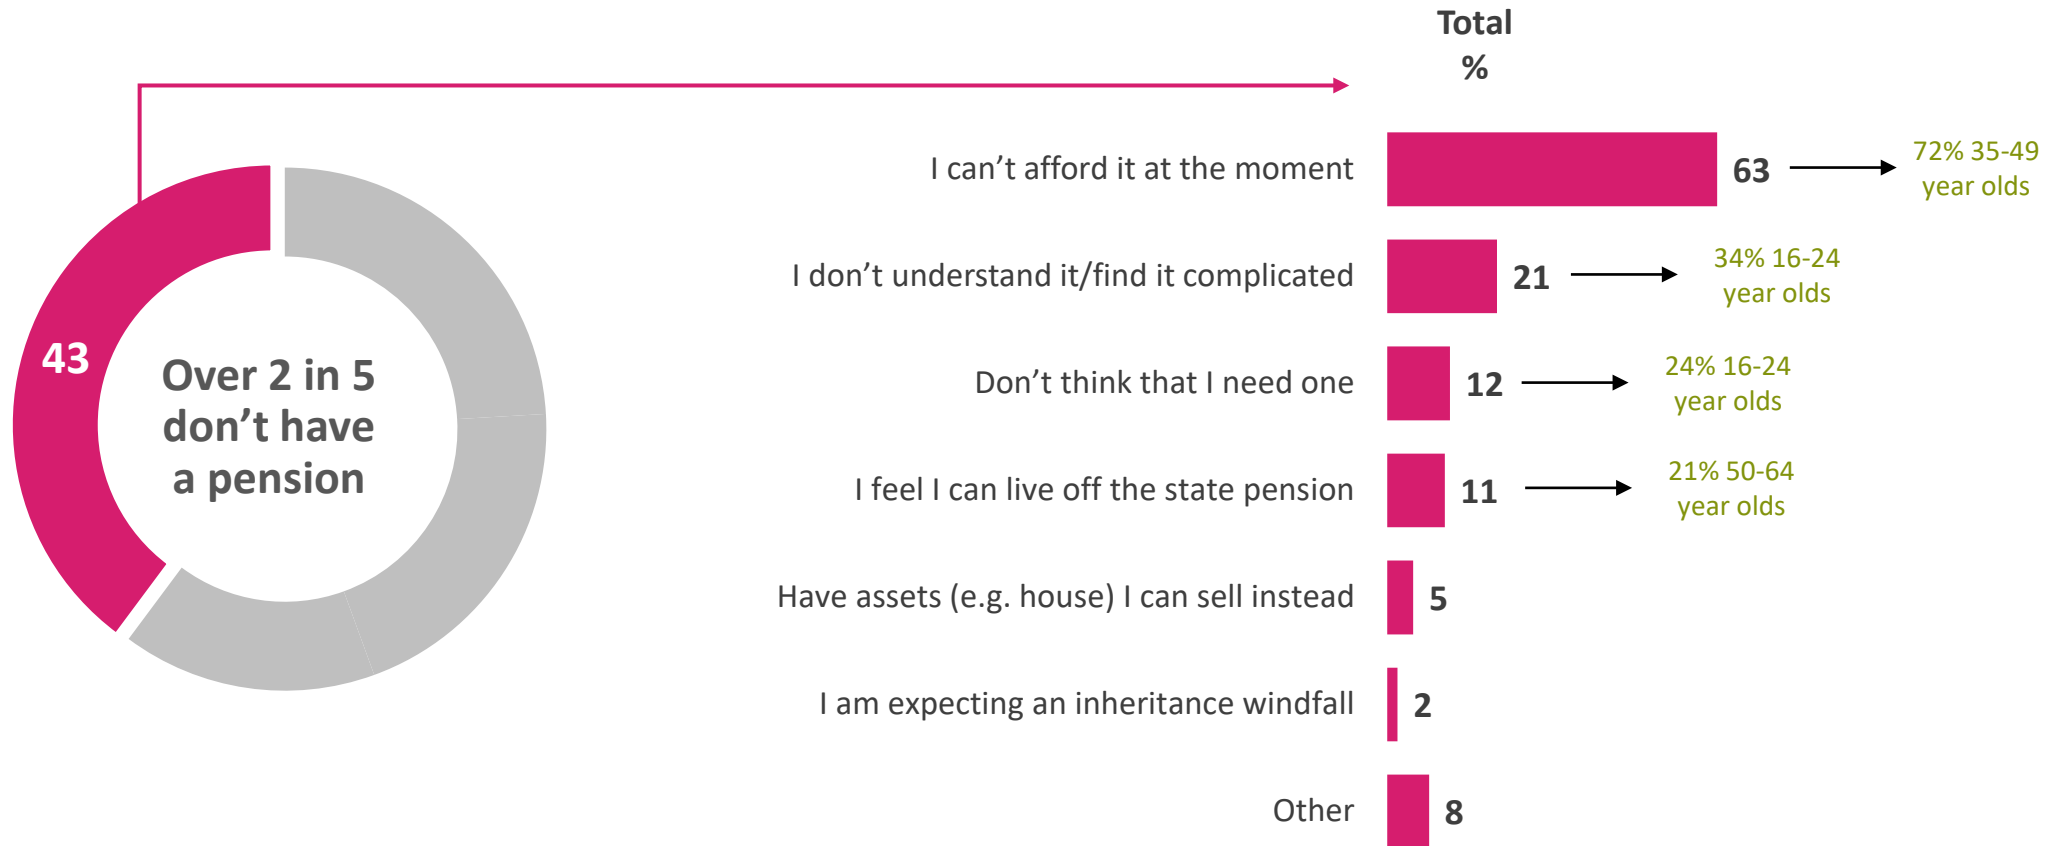 Total
%
43
Over 2 in 5
don’t have
a pension
I can’t afford it at the moment
63
72% 35-49
year olds
I don’t understand it/find it complicated
21
34% 16-24
year olds
Don’t think that I need one
12
24% 16-24
year olds
I feel I can live off the state pension
11
21% 50-64
year olds
Have assets (e.g. house) I can sell instead
5
I am expecting an inheritance windfall
2
Other
8